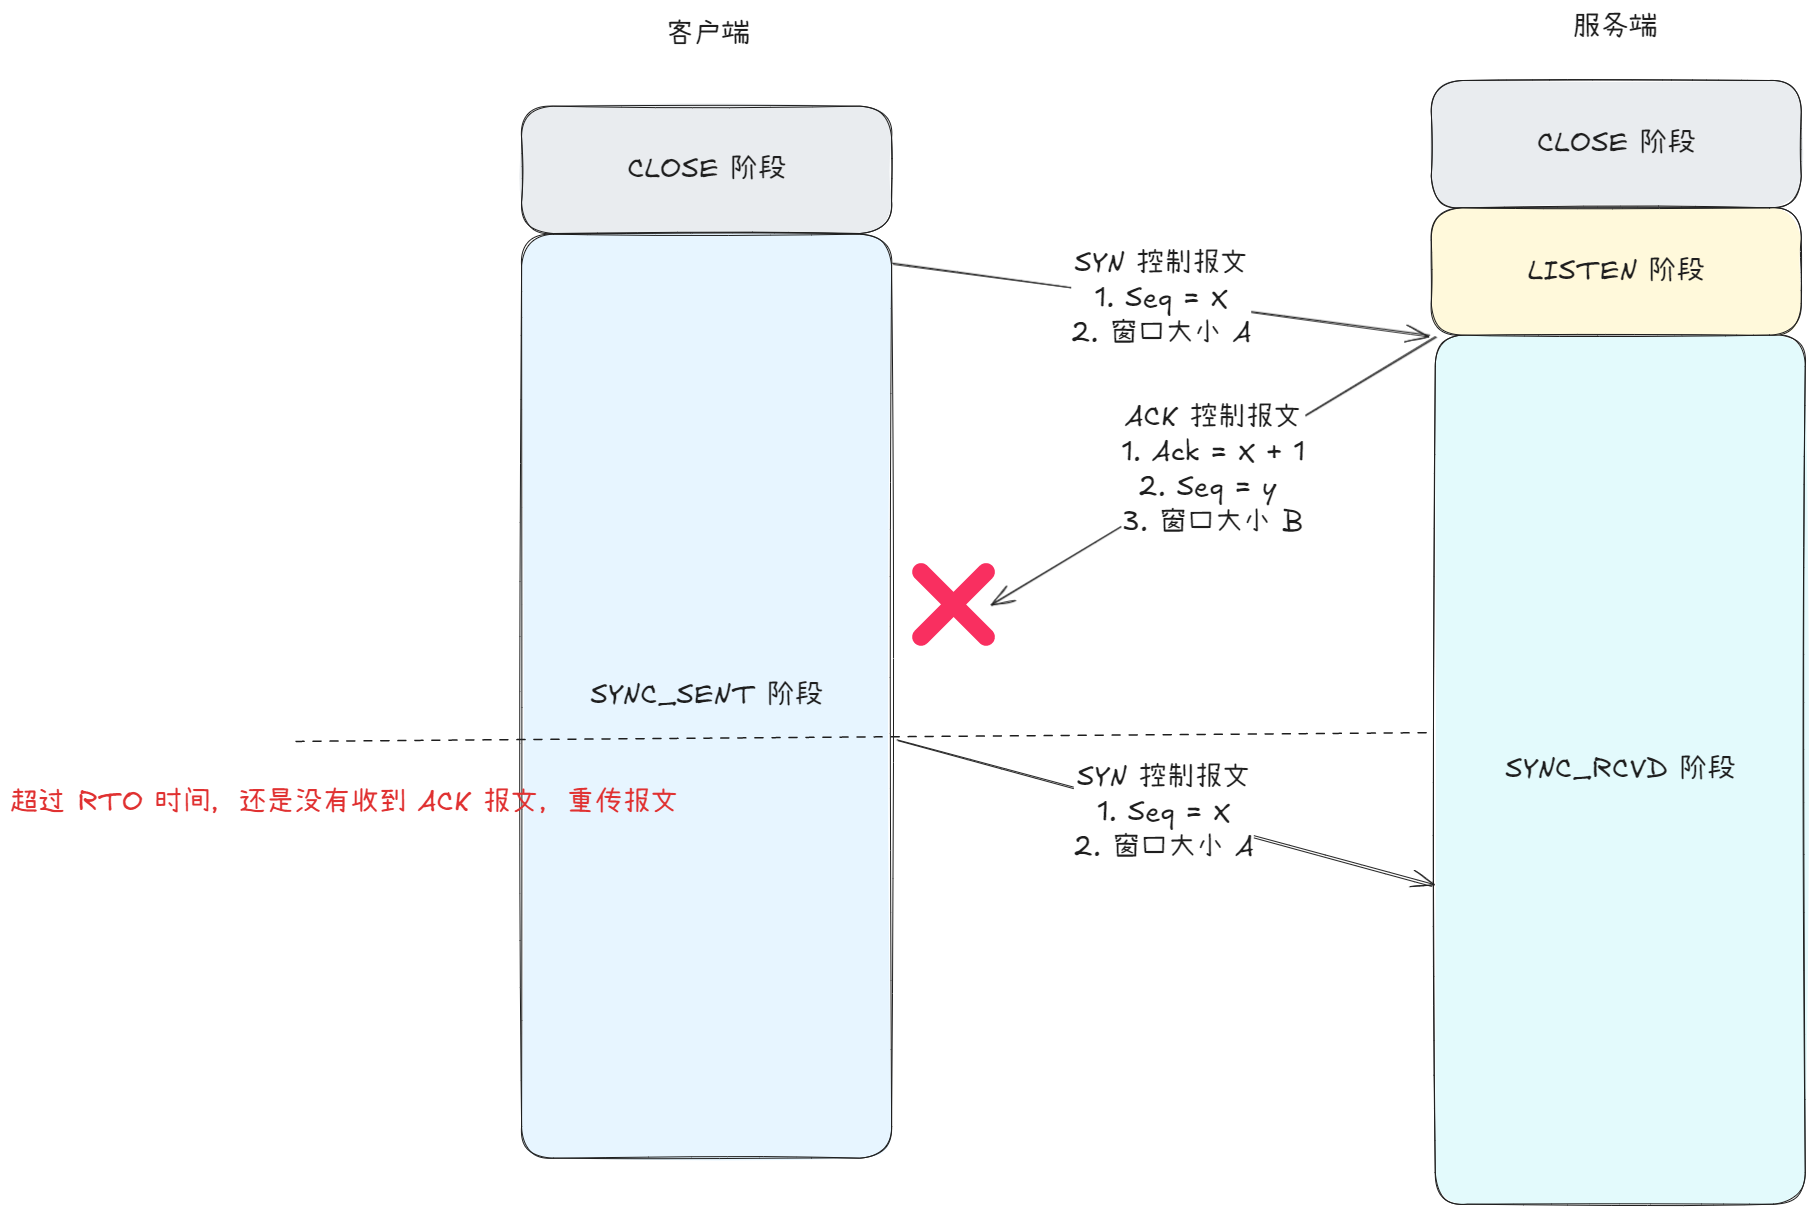 客户端
服务端
CLOSE 阶段
CLOSE 阶段
LISTEN 阶段
SYN 控制报文
1. Seq = x
2. 窗口大小 A
ACK 控制报文
1. Ack = x + 1
2. Seq = y
3. 窗口大小 B
SYNC_SENT 阶段
SYNC_RCVD 阶段
超过 RTO 时间，还是没有收到 ACK 报文，重传报文
SYN 控制报文
1. Seq = x
2. 窗口大小 A